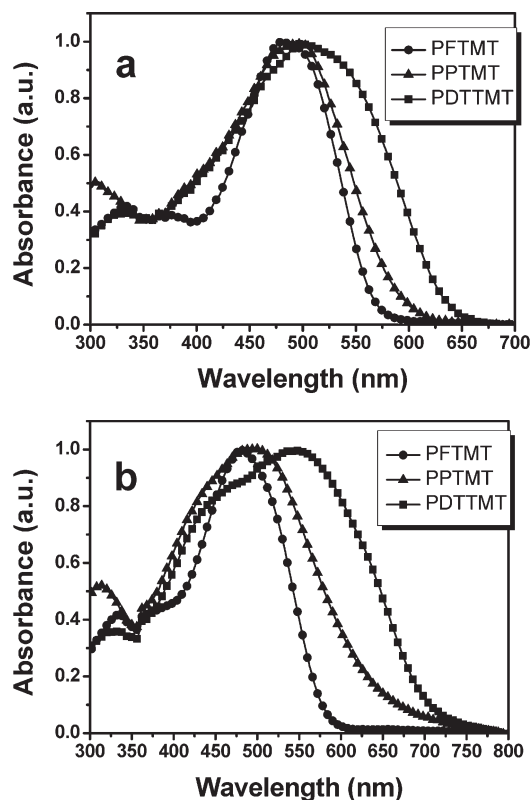 a
PFTMT
PPTMT
PDTTMT
Absorbance (a.u.)
1.0
0.8
0.6
0.4
0.2
0.0
300 350 400 450 500 550 600 650 700
Wavelength (nm)
b
PFTMT
PPTMT
PDTTMT
Absorbance (a.u.)
1.0
0.8
0.6
0.4
0.2
0.0
300 350 400 450 500 550 600 650 700 750 800
Wavelength (nm)